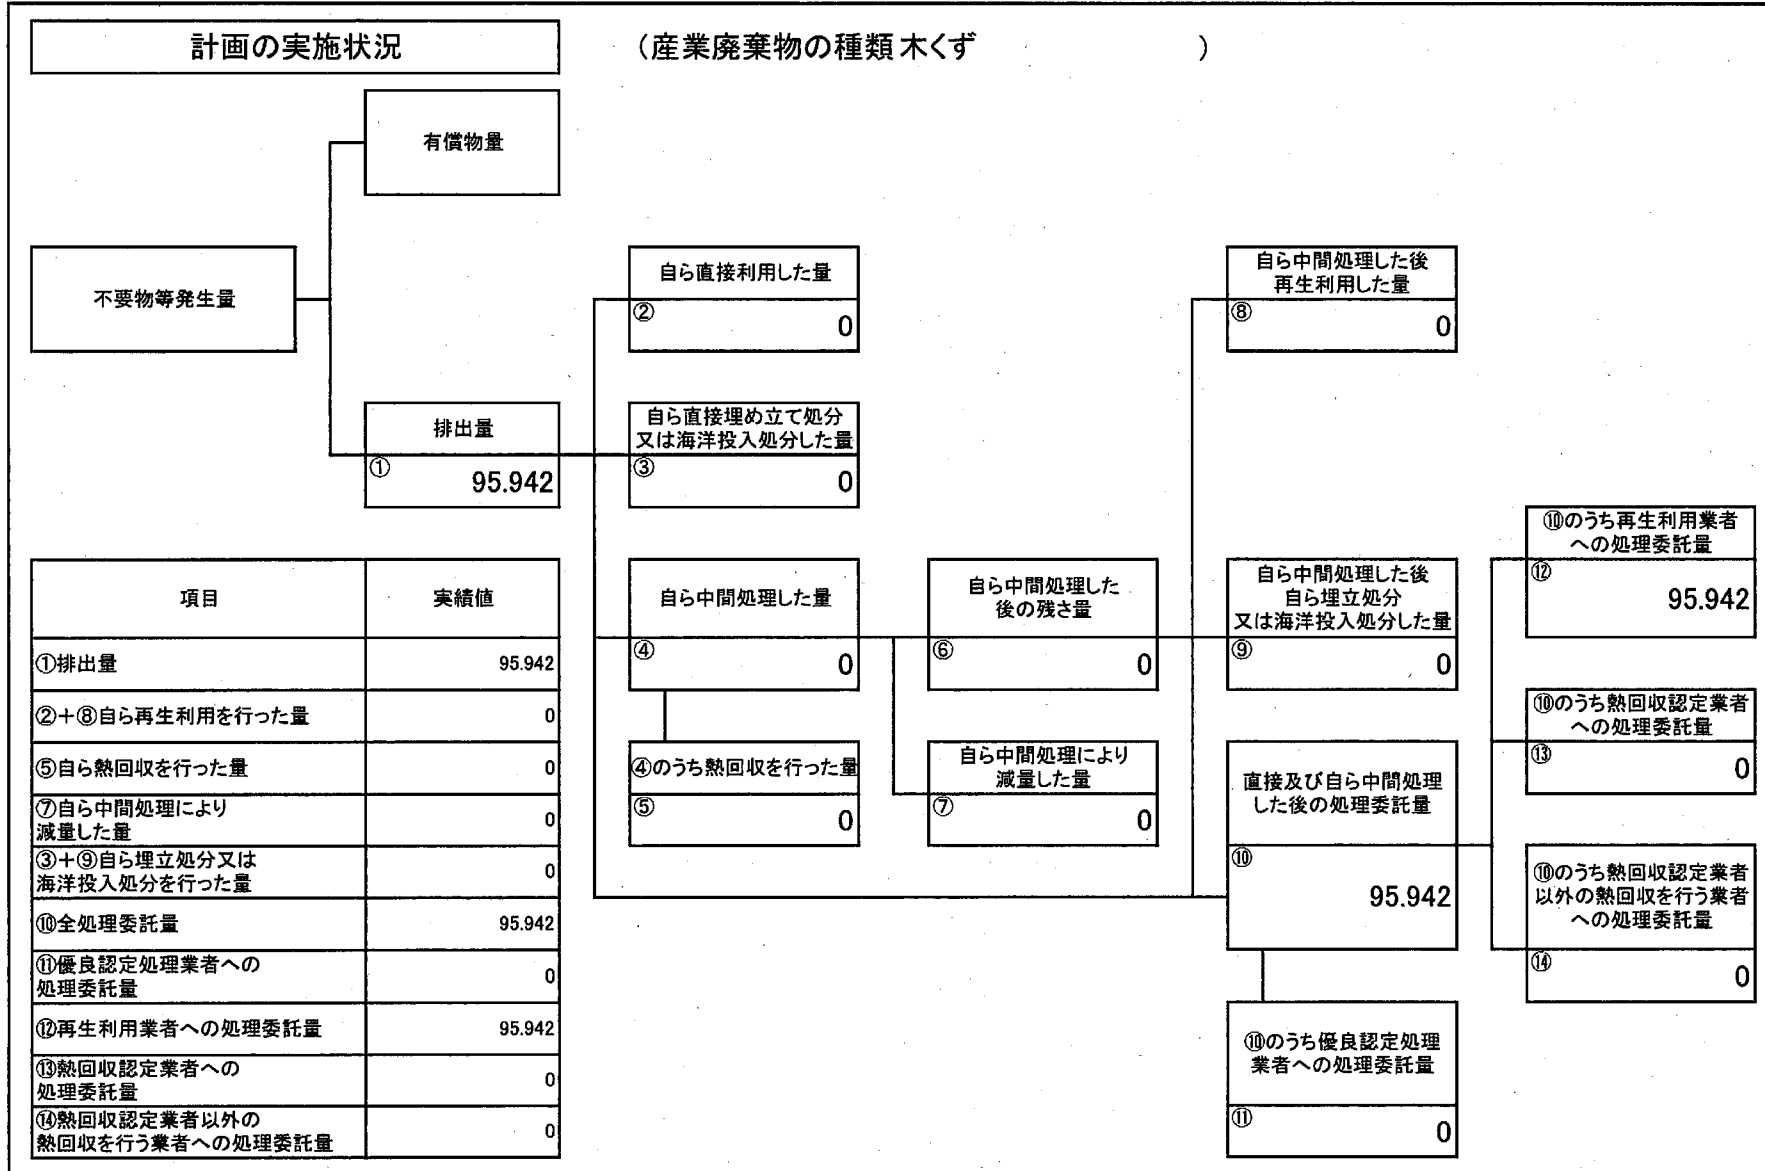 計画の実施状況
(産業廃棄物の種類 木くず )
有償物量
不要物等発生量
排出量
①
95.942
自ら直接利用した量
②
0
自ら直接埋め立て処分
又は海洋投入処分した量
③
0
自ら中間処理した量
④
0
④のうち熱回収を行った量
⑤
0
自ら中間処理した
後の残さ量
⑥
0
自ら中間処理により
減量した量
⑦
0
自ら中間処理した後
再生利用した量
⑧
0
自ら中間処理した後
自ら埋立処分
又は海洋投入処分した量
⑨
0
直接及び自ら中間処理
した後の処理委託量
⑩
95.942
⑩のうち優良認定処理
業者への処理委託量
⑪
0
⑩のうち再生利用業者
への処理委託量
⑫
95.942
⑩のうち熱回収認定業者
への処理委託量
⑬
0
⑩のうち熱回収認定業者
以外の熱回収を行う業者
への処理委託量
⑭
0
項目 実績値
①排出量 95.942
②+⑧自ら再生利用を行った量 0
⑤自ら熱回収を行った量 0
⑦自ら中間処理により
減量した量 0
③+⑨自ら埋立処分又は
海洋投入処分を行った量 0
⑩全処理委託量 95.942
⑪優良認定処理業者への
処理委託量 0
⑫再生利用業者への処理委託量 95.942
⑬熱回収認定業者への
処理委託量 0
⑭熱回収認定業者以外の
熱回収を行う業者への処理委託量 0